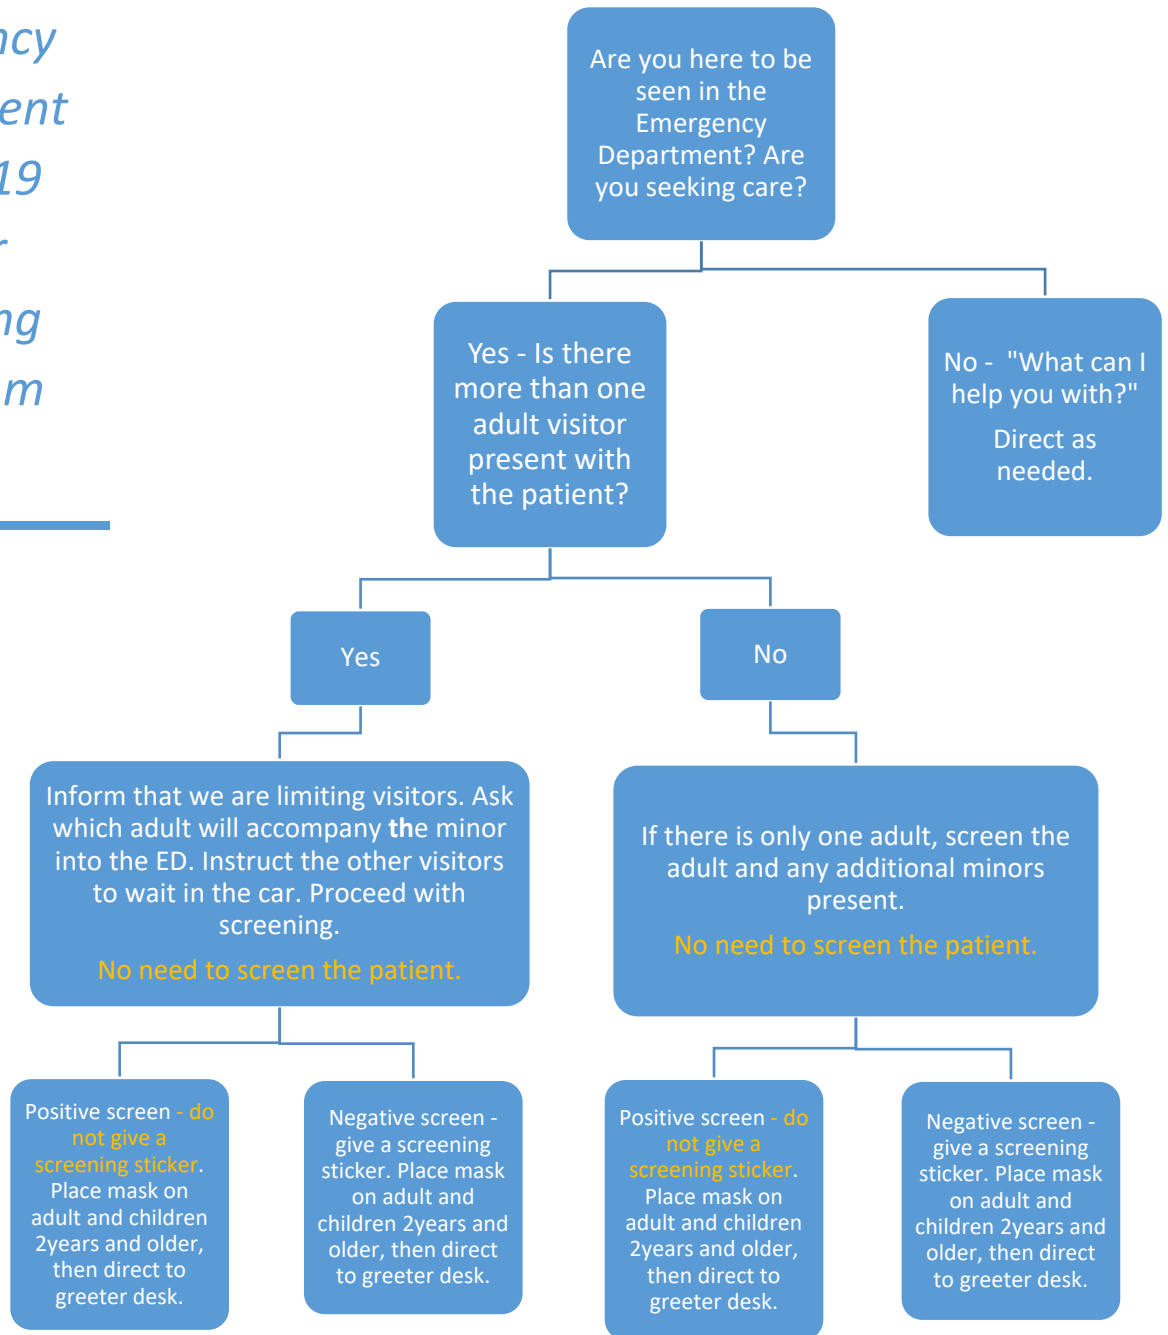 ncy
ent
19
r
ng
m
Are you here to be
seen in the
Emergency
Department? Are
you seeking care?
Yes - Is there
more than one
adult visitor
present with
the patient?
No -  "What can I
help you with?"
Direct as
needed.
Yes
No
Inform that we are limiting visitors. Ask
which adult will accompany the minor
into the ED. Instruct the other visitors
to wait in the car. Proceed with
screening.
No need to screen the patient.
If there is only one adult, screen the
adult and any additional minors
present.
No need to screen the patient.
Positive screen - do
not give a
screening sticker.
Place mask on
adult and children
2years and older,
then direct to
greeter desk.
Negative screen -
give a screening
sticker. Place mask
on adult and
children 2years and
older, then direct
to greeter desk.
Positive screen - do
not give a
screening sticker.
Place mask on
adult and children
2years and older,
then direct to
greeter desk.
Negative screen -
give a screening
sticker. Place mask
on adult and
children 2years and
older, then direct
to greeter desk.